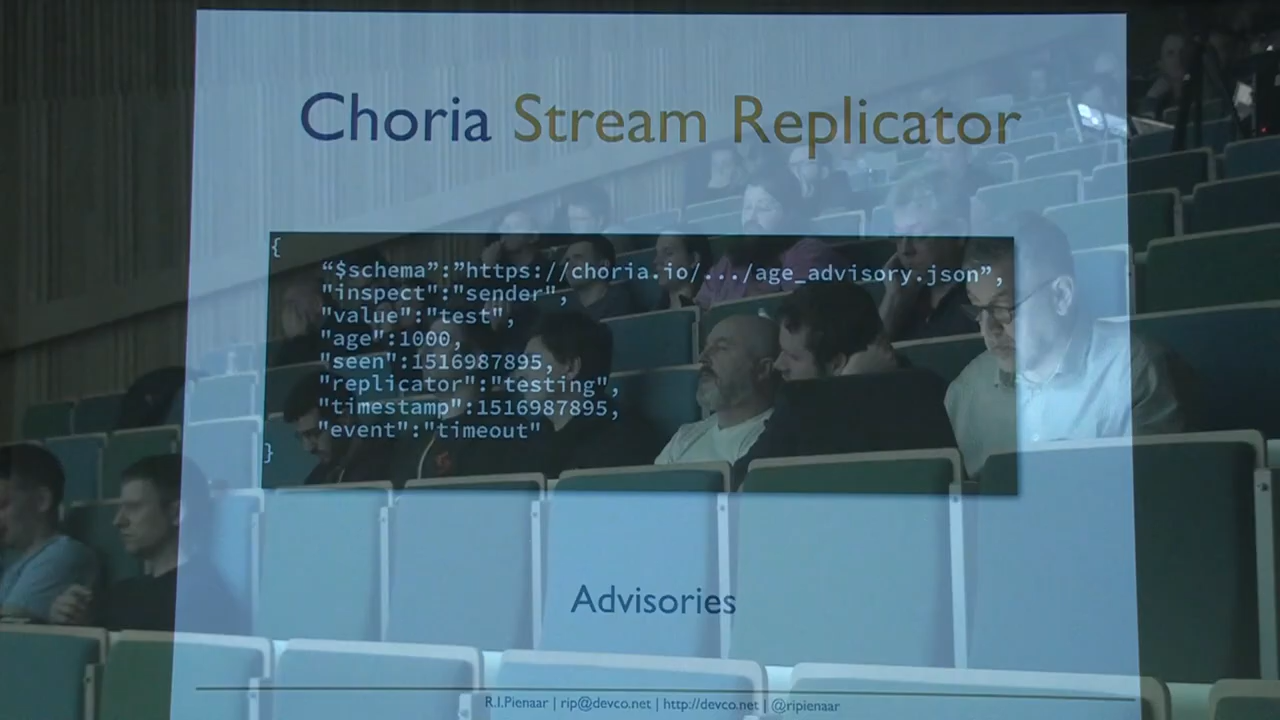 Choria Stream Replicator
{
“$schema”:”https://choria.io/.../age_advisory.json”,
"inspect":"sender",
"value":"test",
"age":1000,
"seen":1516987895,
"replicator":"testing",
"timestamp":1516987895,
"event":"timeout"
}
Advisories
R.I.Pienaar | rip@devco.net | http://devco.net | @ripienaar